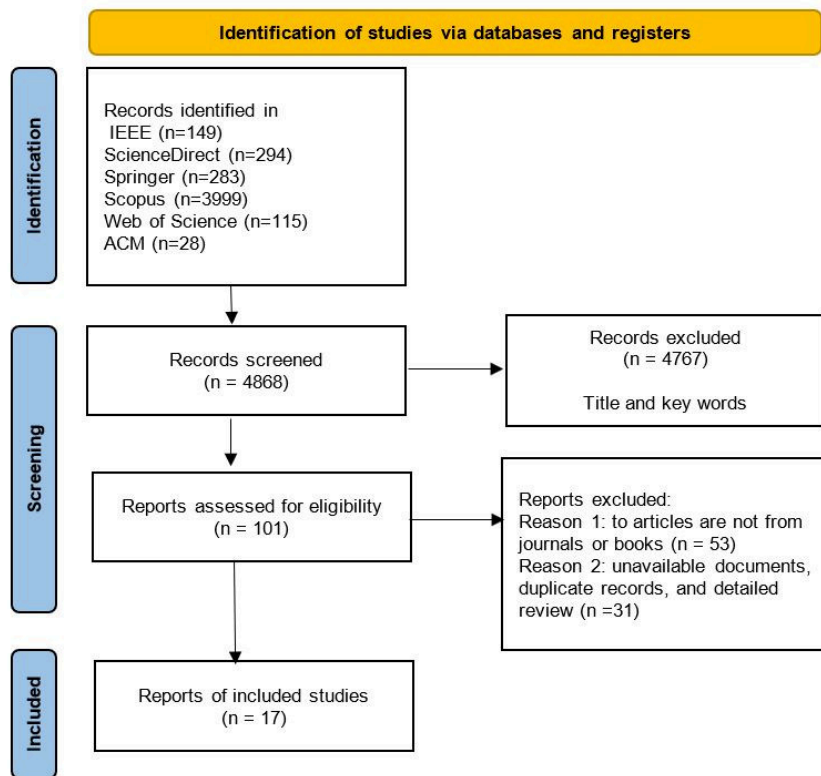 Identification of studies via databases and registers
Identification
Records identified in
IEEE (n=149)
ScienceDirect (n=294)
Springer (n=283)
Scopus (n=3999)
Web of Science (n=115)
ACM (n=28)
Screening
Records screened
(n = 4868)
Records excluded
(n = 4767)
Title and key words
Reports assessed for eligibility
(n = 101)
Reports excluded:
Reason 1: to articles are not from
journals or books (n = 53)
Reason 2: unavailable documents,
duplicate records, and detailed
review (n =31)
Included
Reports of included studies
(n = 17)